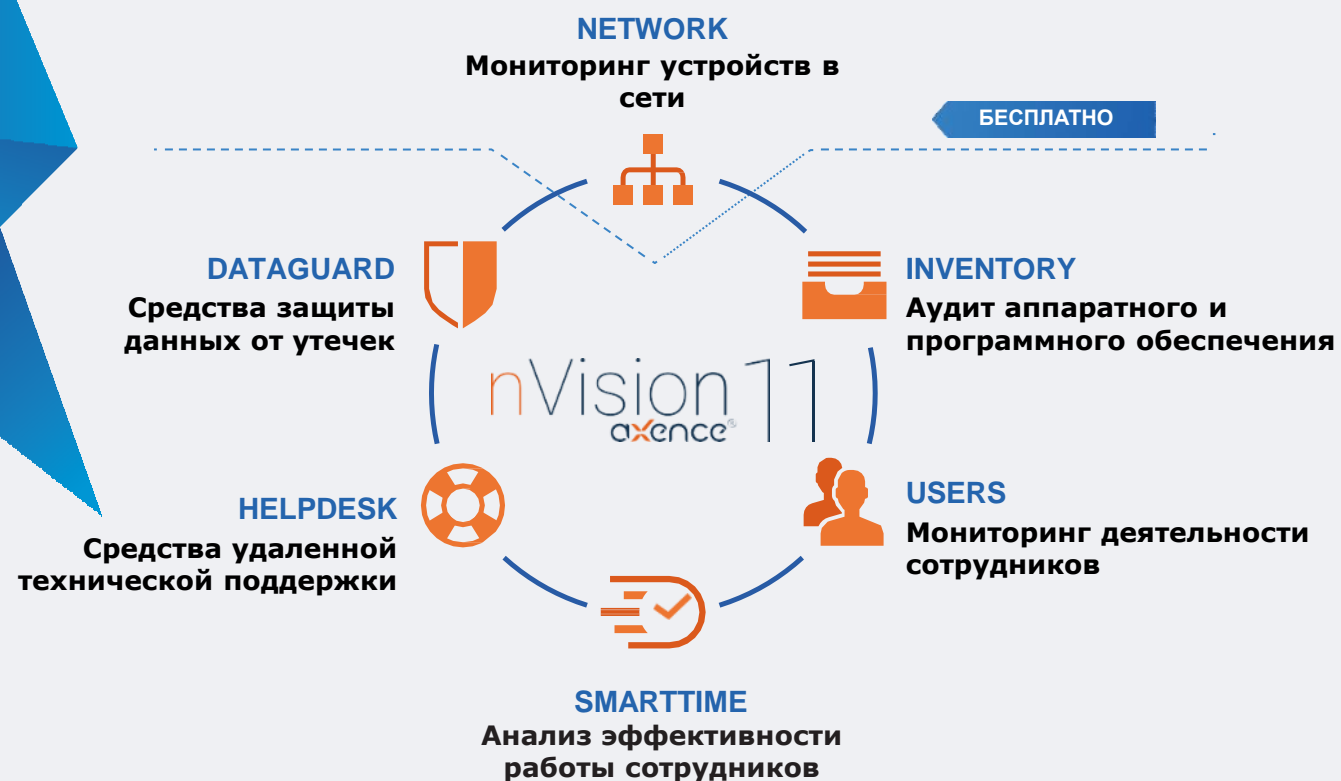 NETWORK
Мониторинг устройств в
сети
БЕСПЛАТНО
DATAGUARD
Средства защиты
данных от утечек
INVENTORY
Аудит аппаратного и
программного обеспечения
nVision 11
axence®
HELPDESK
Средства удаленной
технической поддержки
USERS
Мониторинг деятельности
сотрудников
SMARTTIME
Анализ эффективности
работы сотрудников